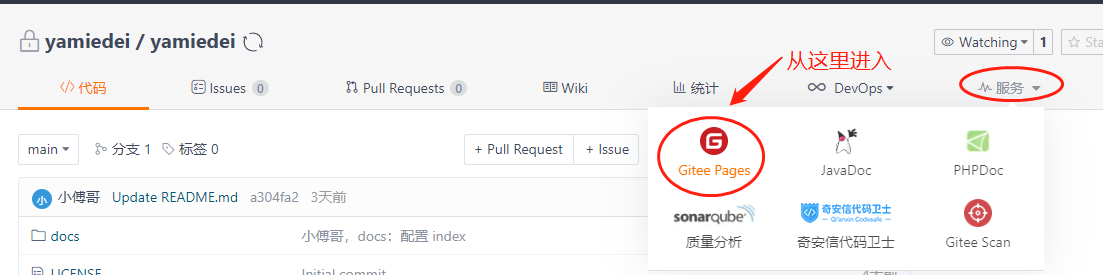 yamiedei / yamiedei
Watching 1
Sta
从这里进入
代码
Issues 0
Pull Requests 0
Wiki
统计
DevOps
服务
main
分支 1
标签 0
+ Pull Request
+ Issue
Gitee Pages
JavaDoc
PHPDoc
小 小傅哥 Update README.md a304fa2 3天前
sonarqube
奇安信代码卫士
Qi'anxin Codesafe
质量分析
奇安信代码卫士
Gitee Scan
docs
小傅哥，docs：配置 index
LICENSE
Initial commit
4天前